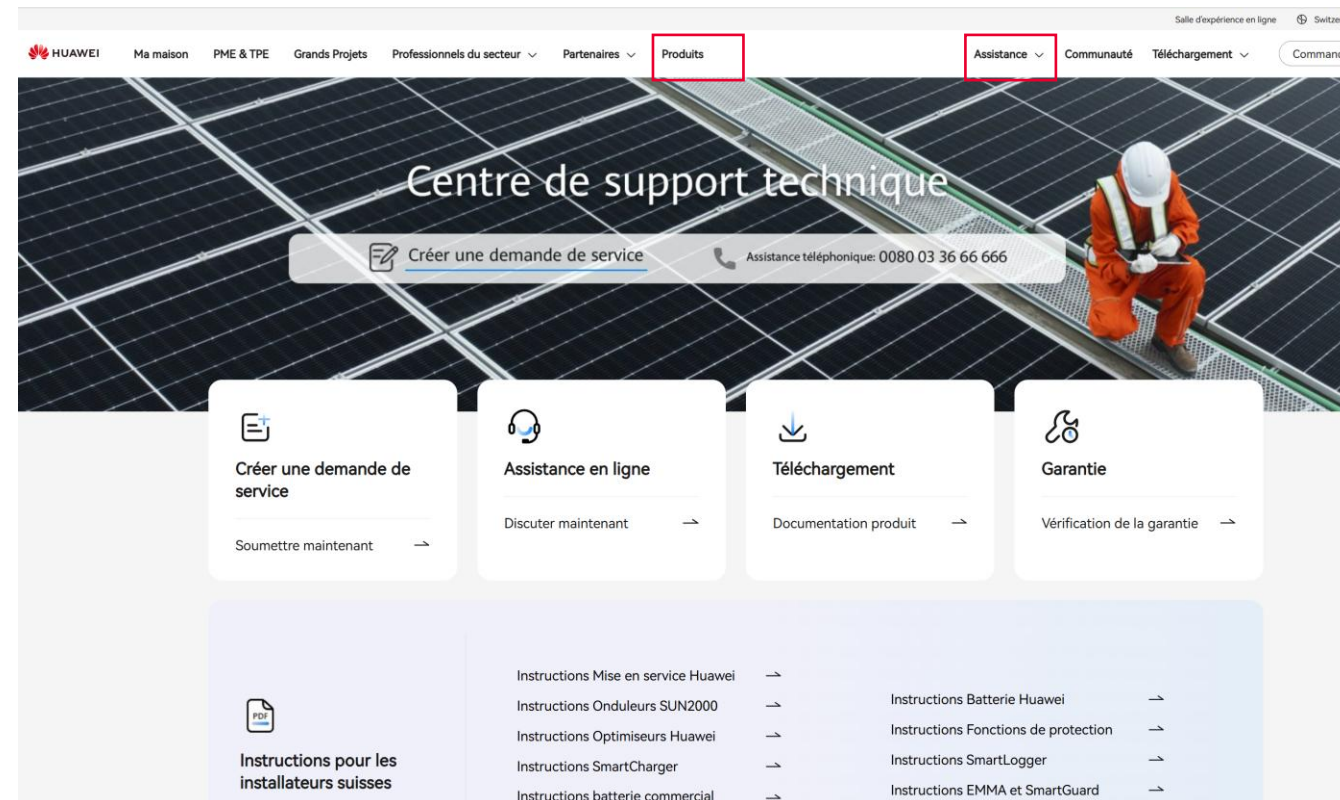 Salle d'expérience en ligne
HUAWEI Ma maison PME & TPE Grands Projets Professionnels du secteur Partenaires Produits Assistance Communauté Téléchargement
Centre de support technique
Créer une demande de service Assistance téléphonique: 0080 03 36 66 666
Créer une demande de
service
Soumettre maintenant
Assistance en ligne
Discuter maintenant
Téléchargement
Documentation produit
Garantie
Vérification de la garantie
PDF
Instructions pour les
installateurs suisses
Instructions Mise en service Huawei
Instructions Onduleurs SUN2000
Instructions Optimiseurs Huawei
Instructions SmartCharger
Instructions batterie commercial
Instructions Batterie Huawei
Instructions Fonctions de protection
Instructions SmartLogger
Instructions EMMA et SmartGuard